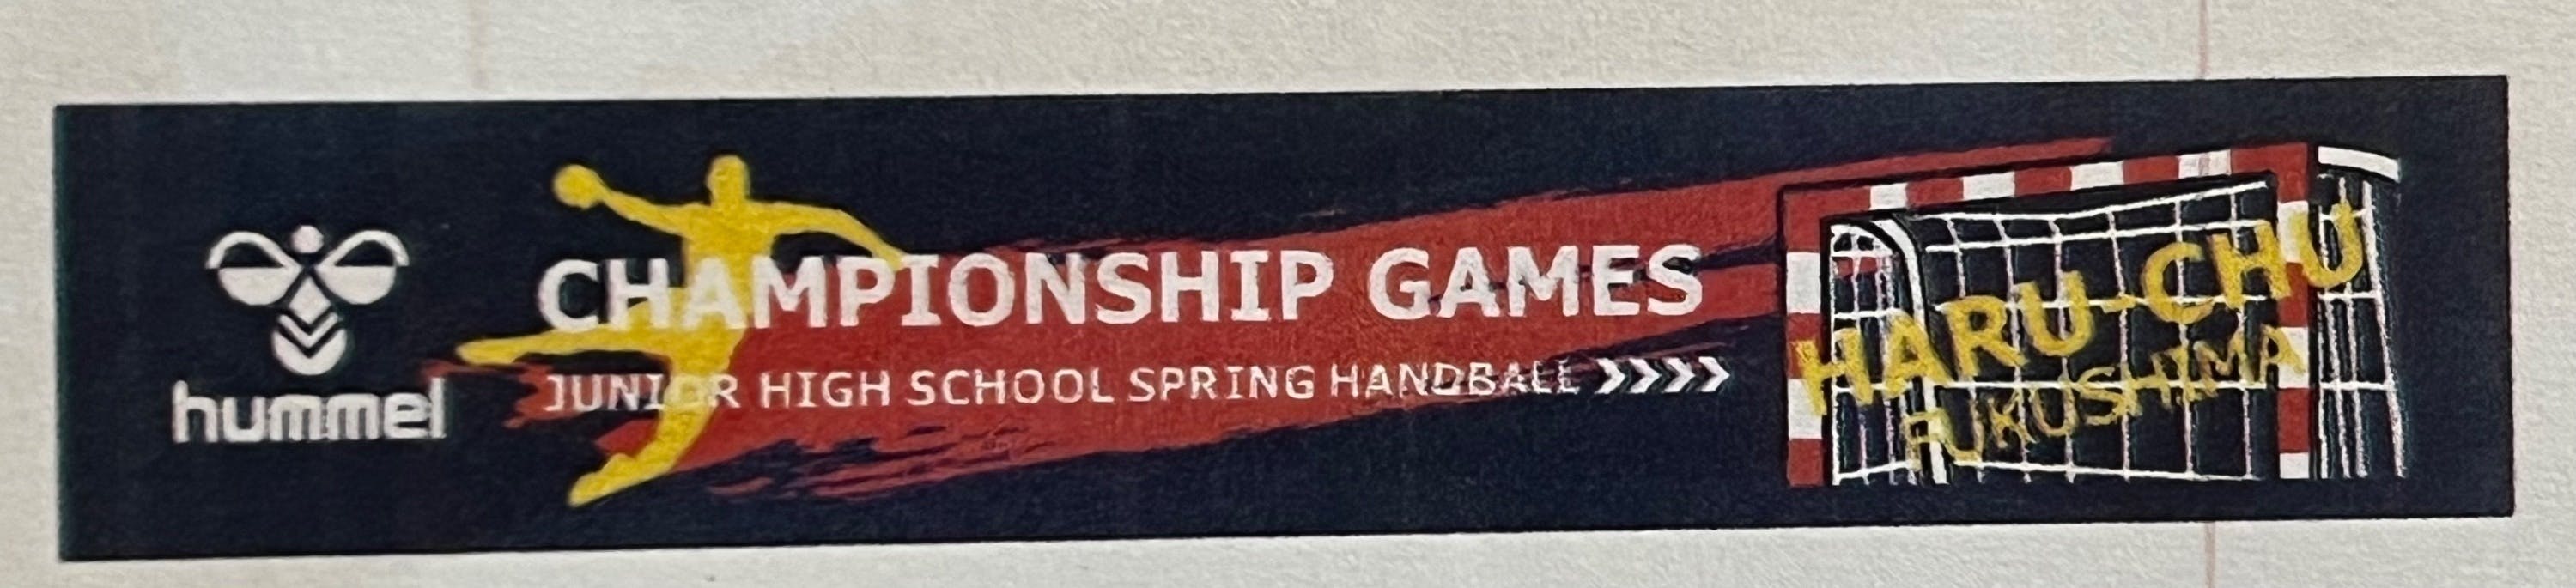 hummel
CHAMPIONSHIP GAMES
JUNIOR HIGH SCHOOL SPRING HANDBALL
HARU-CHU
FUKUSHIMA